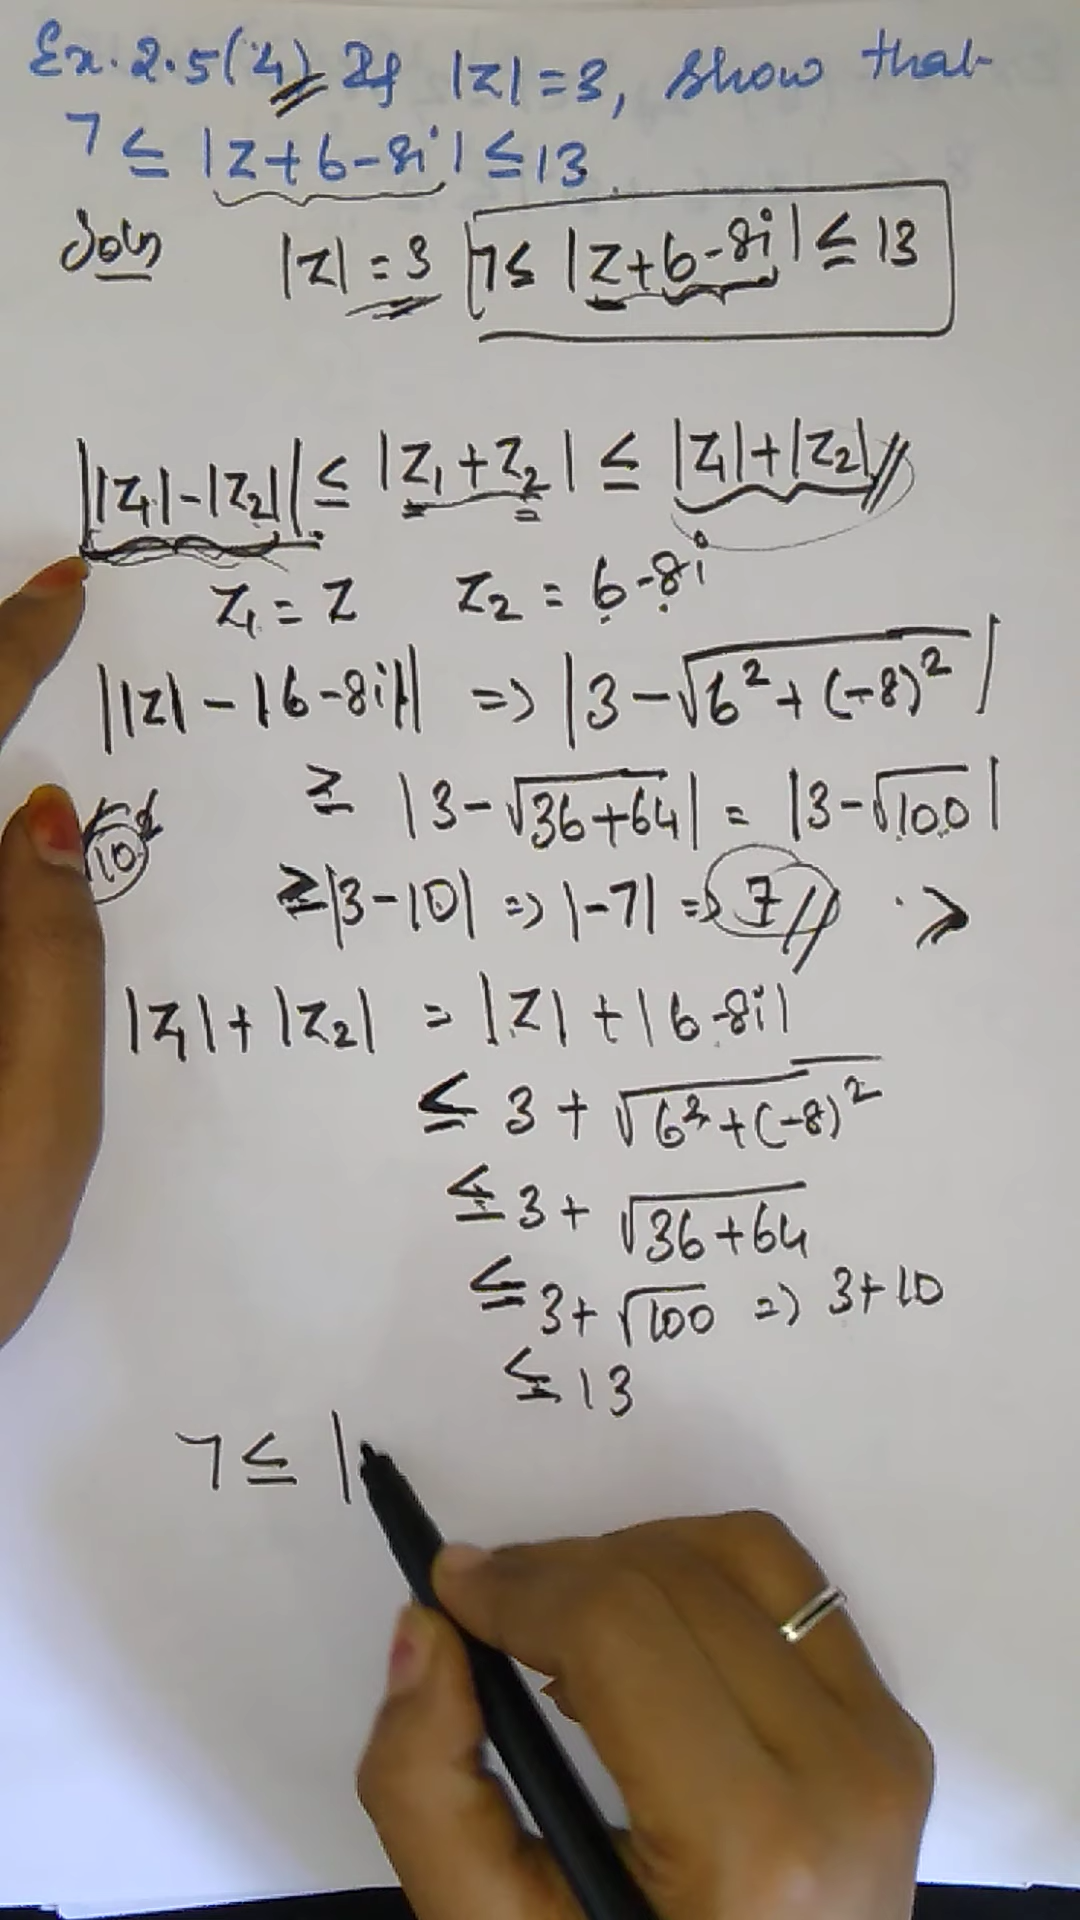 Ex. 2.5(4) If |z|=3, show that
7 ≤ |z+6-8i| ≤ 13.
Soln |z| = 3 7 ≤ |z+6-8i| ≤ 13
||z1|-|z2|| ≤ |z1+z2| ≤ |z1|+|z2|//
z1 = z z2 = 6-8i
||z| - |6-8i|| => |3-√6²+(-8)²|
≥ |3-√36+64| = |3-√100|
10
≥|3-10| => |-7| => 7// >
|z1|+|z2| = |z|+|6-8i|
≤ 3 + √6²+(-8)²
≤ 3+ √36+64
≤ 3+ √100 => 3+10
≤ 13
7 ≤ |